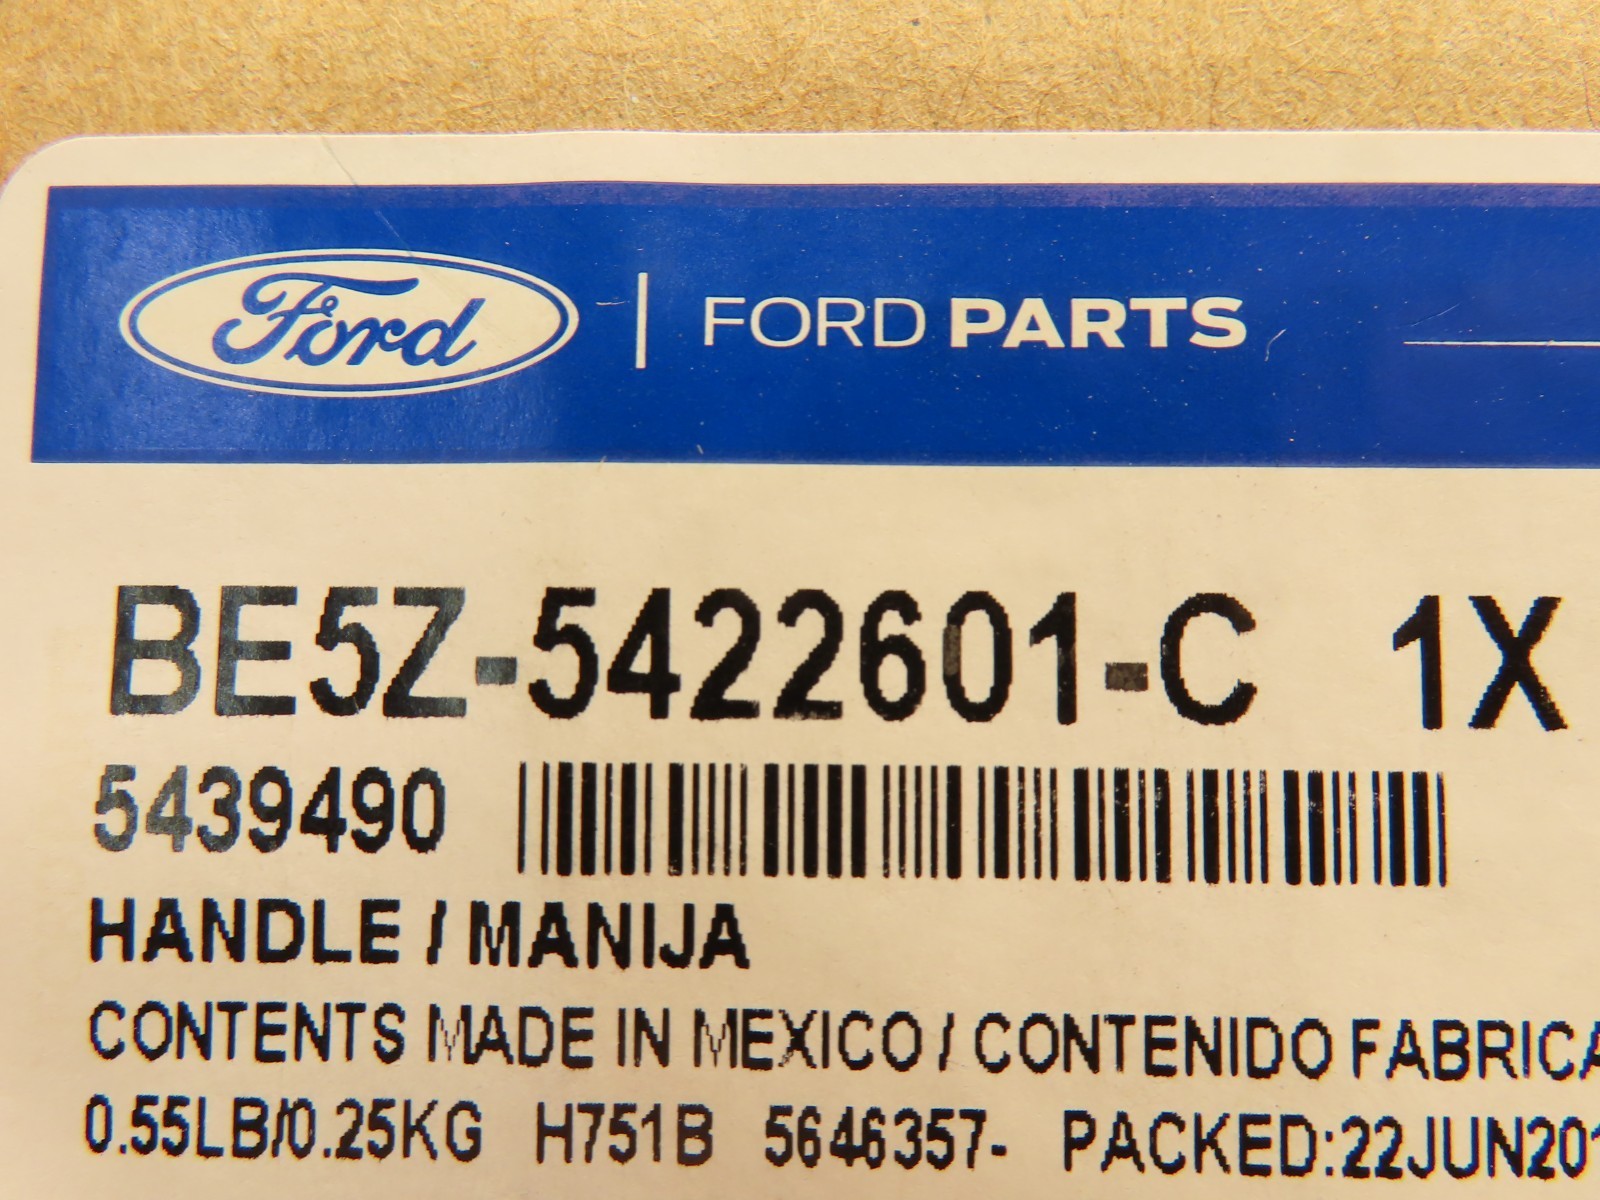 Ford | FORD PARTS
BE5Z-5422601-C 1X
5439490
HANDLE / MANIJA
CONTENTS MADE IN MEXICO / CONTENIDO FABRICA
0.55LB/0.25KG H751B 5646357- PACKED:22JUN201